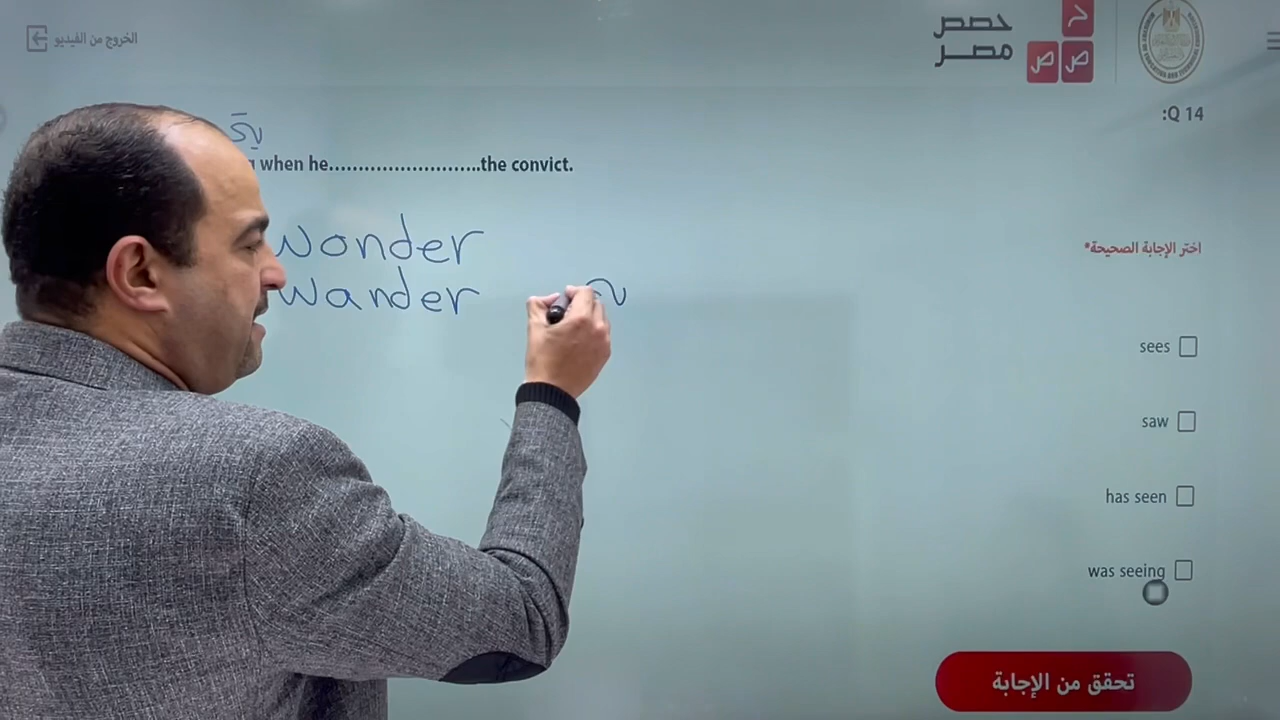 الخروج من الفيديو
حصص
مصر
ح
ص ص
:Q 14
when he……………………..the convict.
wonder
wander
اختر الإجابة الصحيحة*
sees
saw
has seen
was seeing
تحقق من الإجابة